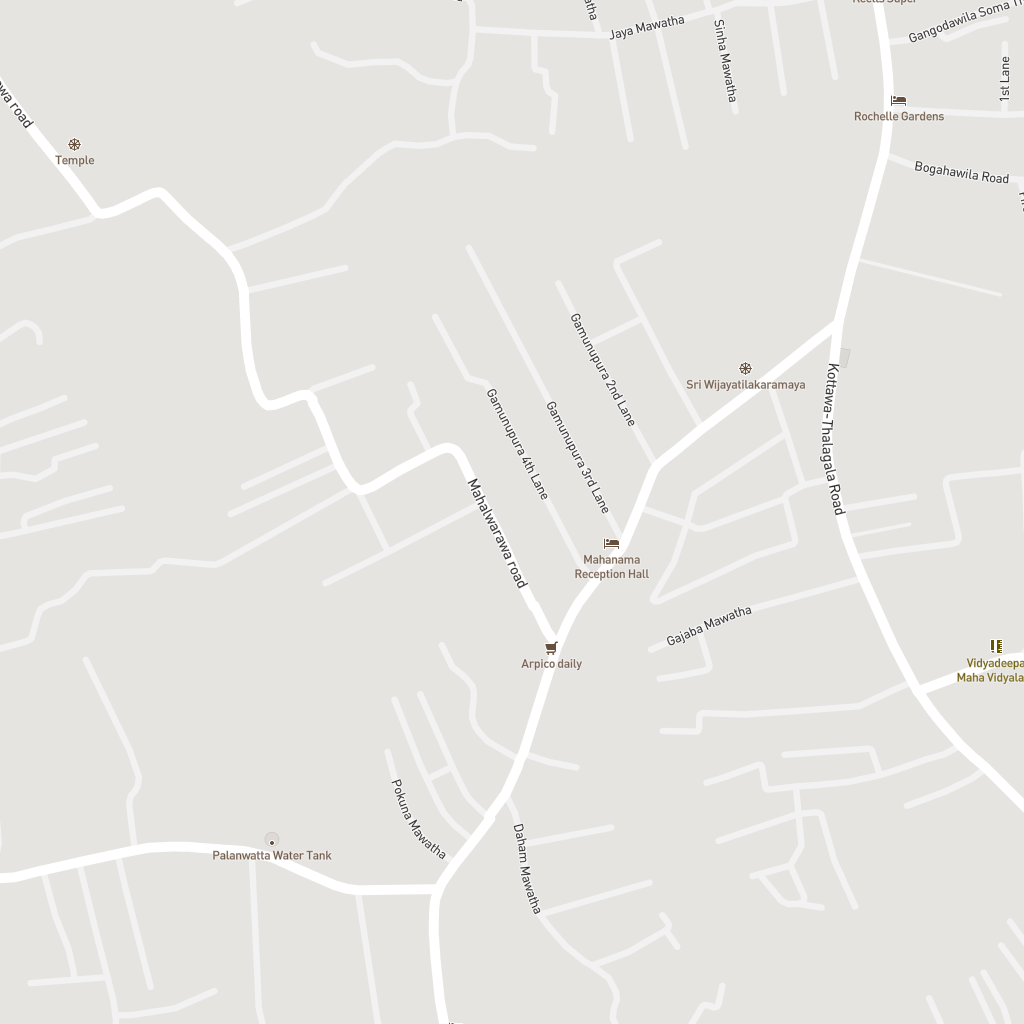 Jaya Mawatha
Sinha Mawatha
Gangodawila Soma
1st Lane
Rochelle Gardens
Bogahawila Road
road
Temple
Gamunupura 2nd Lane
Sri Wijayatilakaramaya
Kottawa-Thalagala Road
Gamunupura 4th Lane
Gamunupura 3rd Lane
Mahalwarawa road
Mahanama
Reception Hall
Gajaba Mawatha
Arpico daily
Vidyadeepa
Maha Vidyala
Pokuna Mawatha
Daham Mawatha
Palanwatta Water Tank